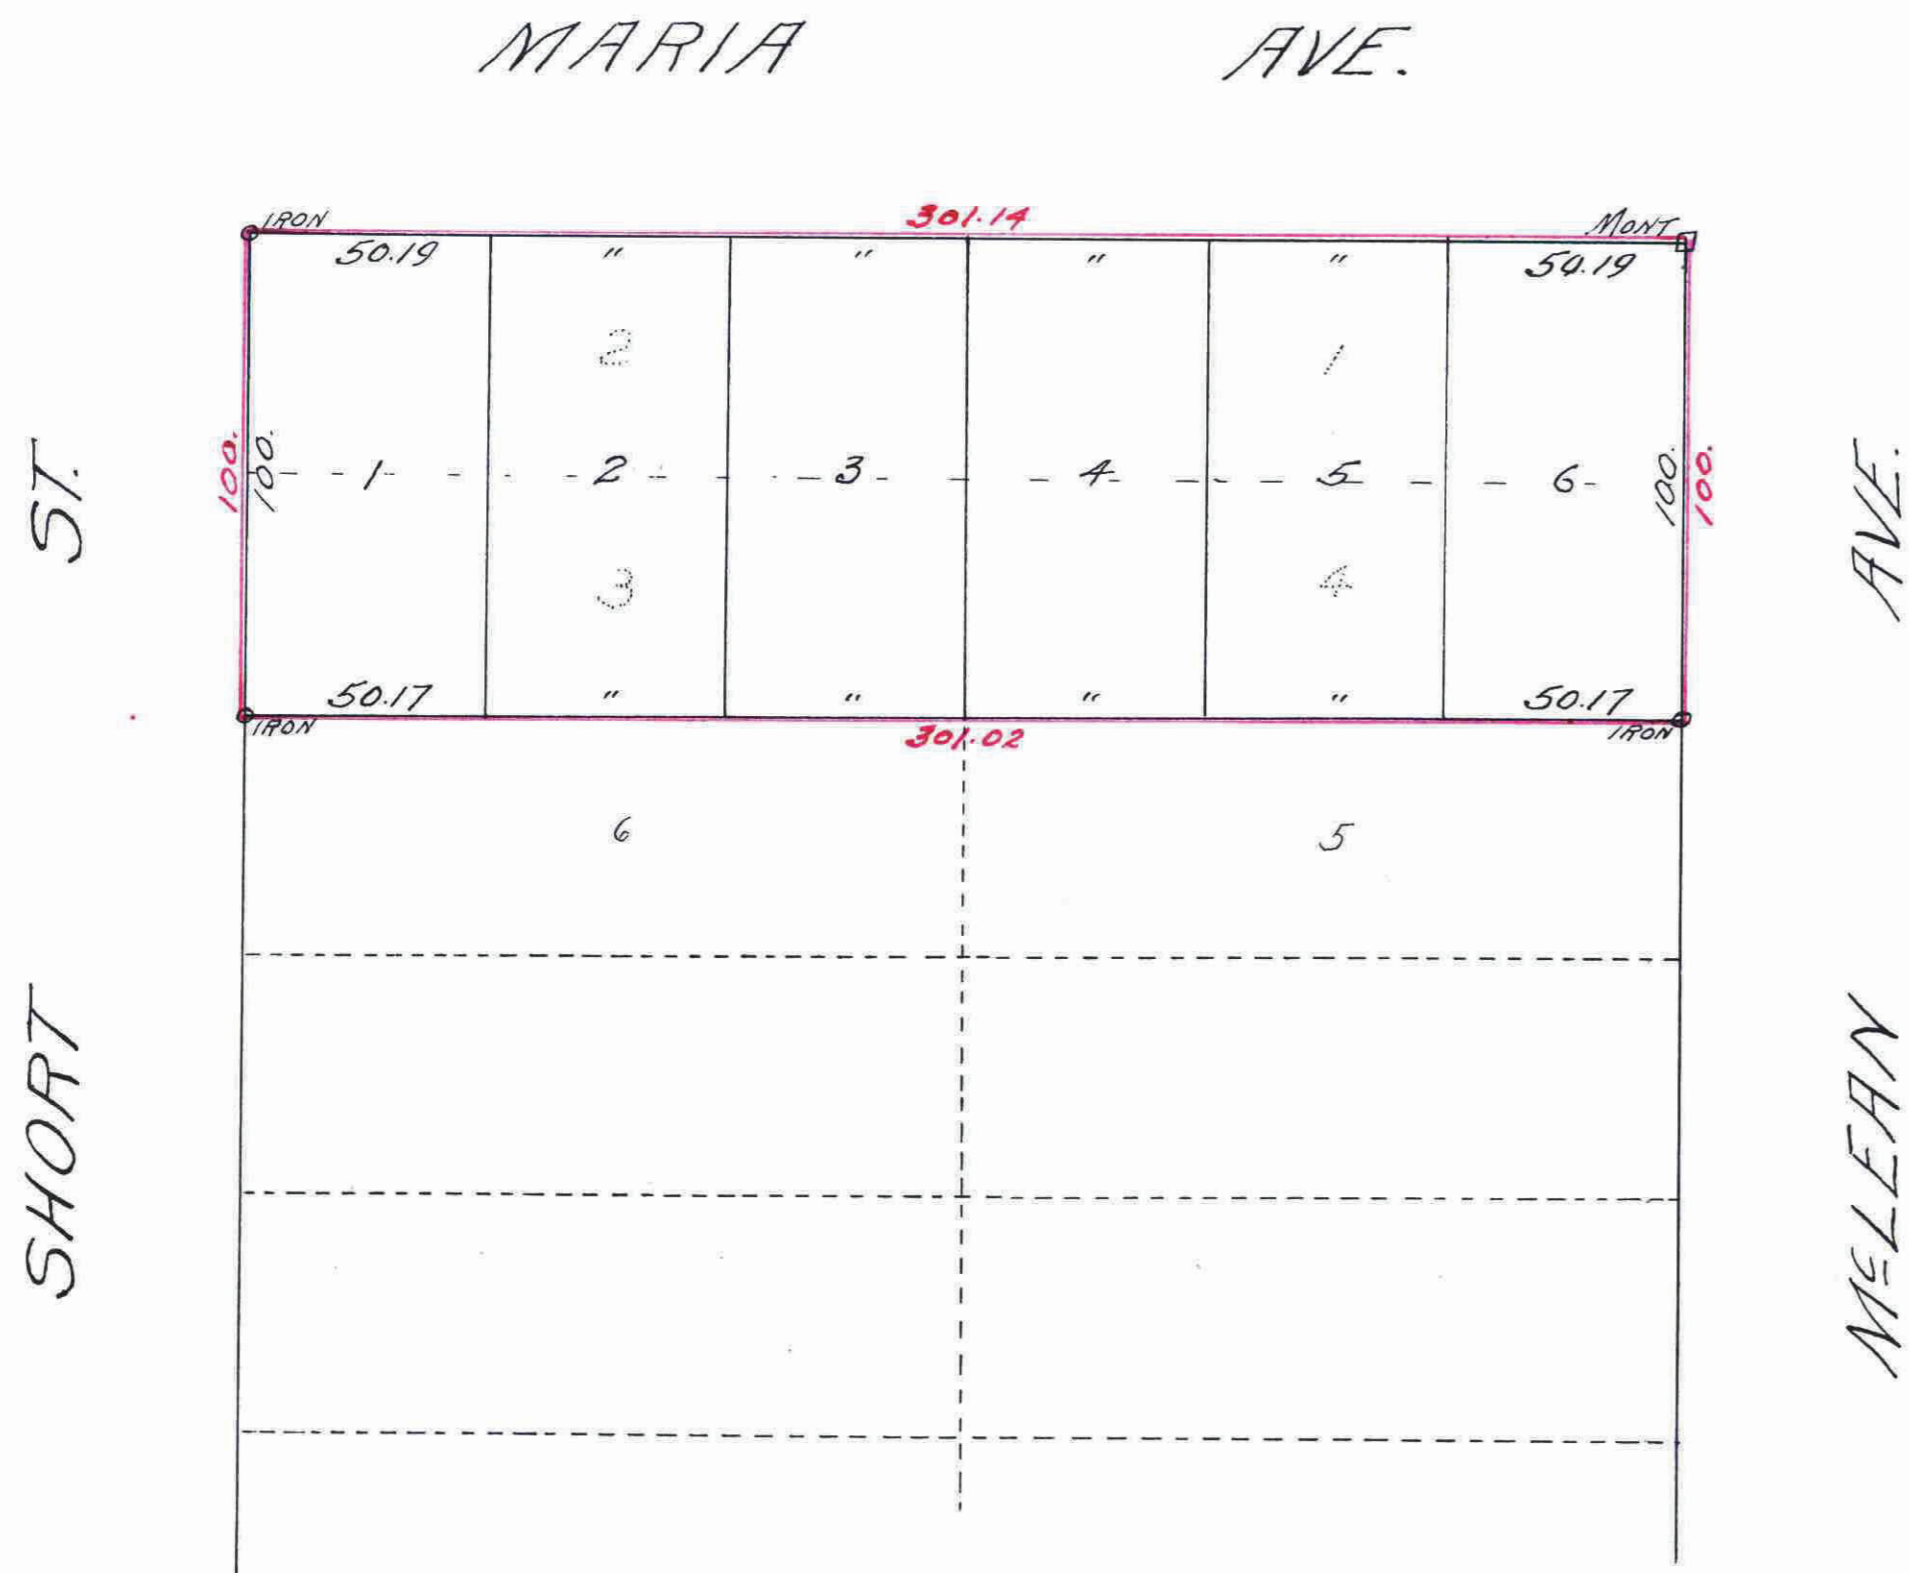 MARIA AVE.
IRON 301.14 MONT
50.19 " " " " 50.19
2 1
ST. AVE.
100. 100. 1 2 3 4 5 6 100. 100.
3 4
50.17 " " " " 50.17
IRON 301.02 IRON
6 5
SHORT McLEAN